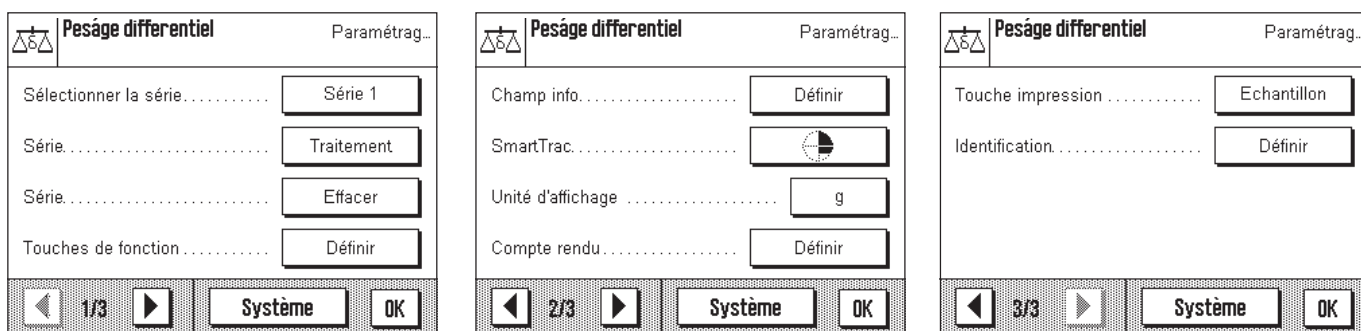 Peságe differentiel Paramétrag...
Sélectionner la série........... Série 1
Série......................... Traitement
Série......................... Effacer
Touches de fonction........... Définir
1/3 Système OK
Peságe differentiel Paramétrag...
Champ info.................... Définir
SmartTrac.....................
Unité d'affichage ................... g
Compte rendu................. Définir
2/3 Système OK
Peságe differentiel Paramétrag...
Touche impression ............ Echantillon
Identification.................. Définir
3/3 Système OK